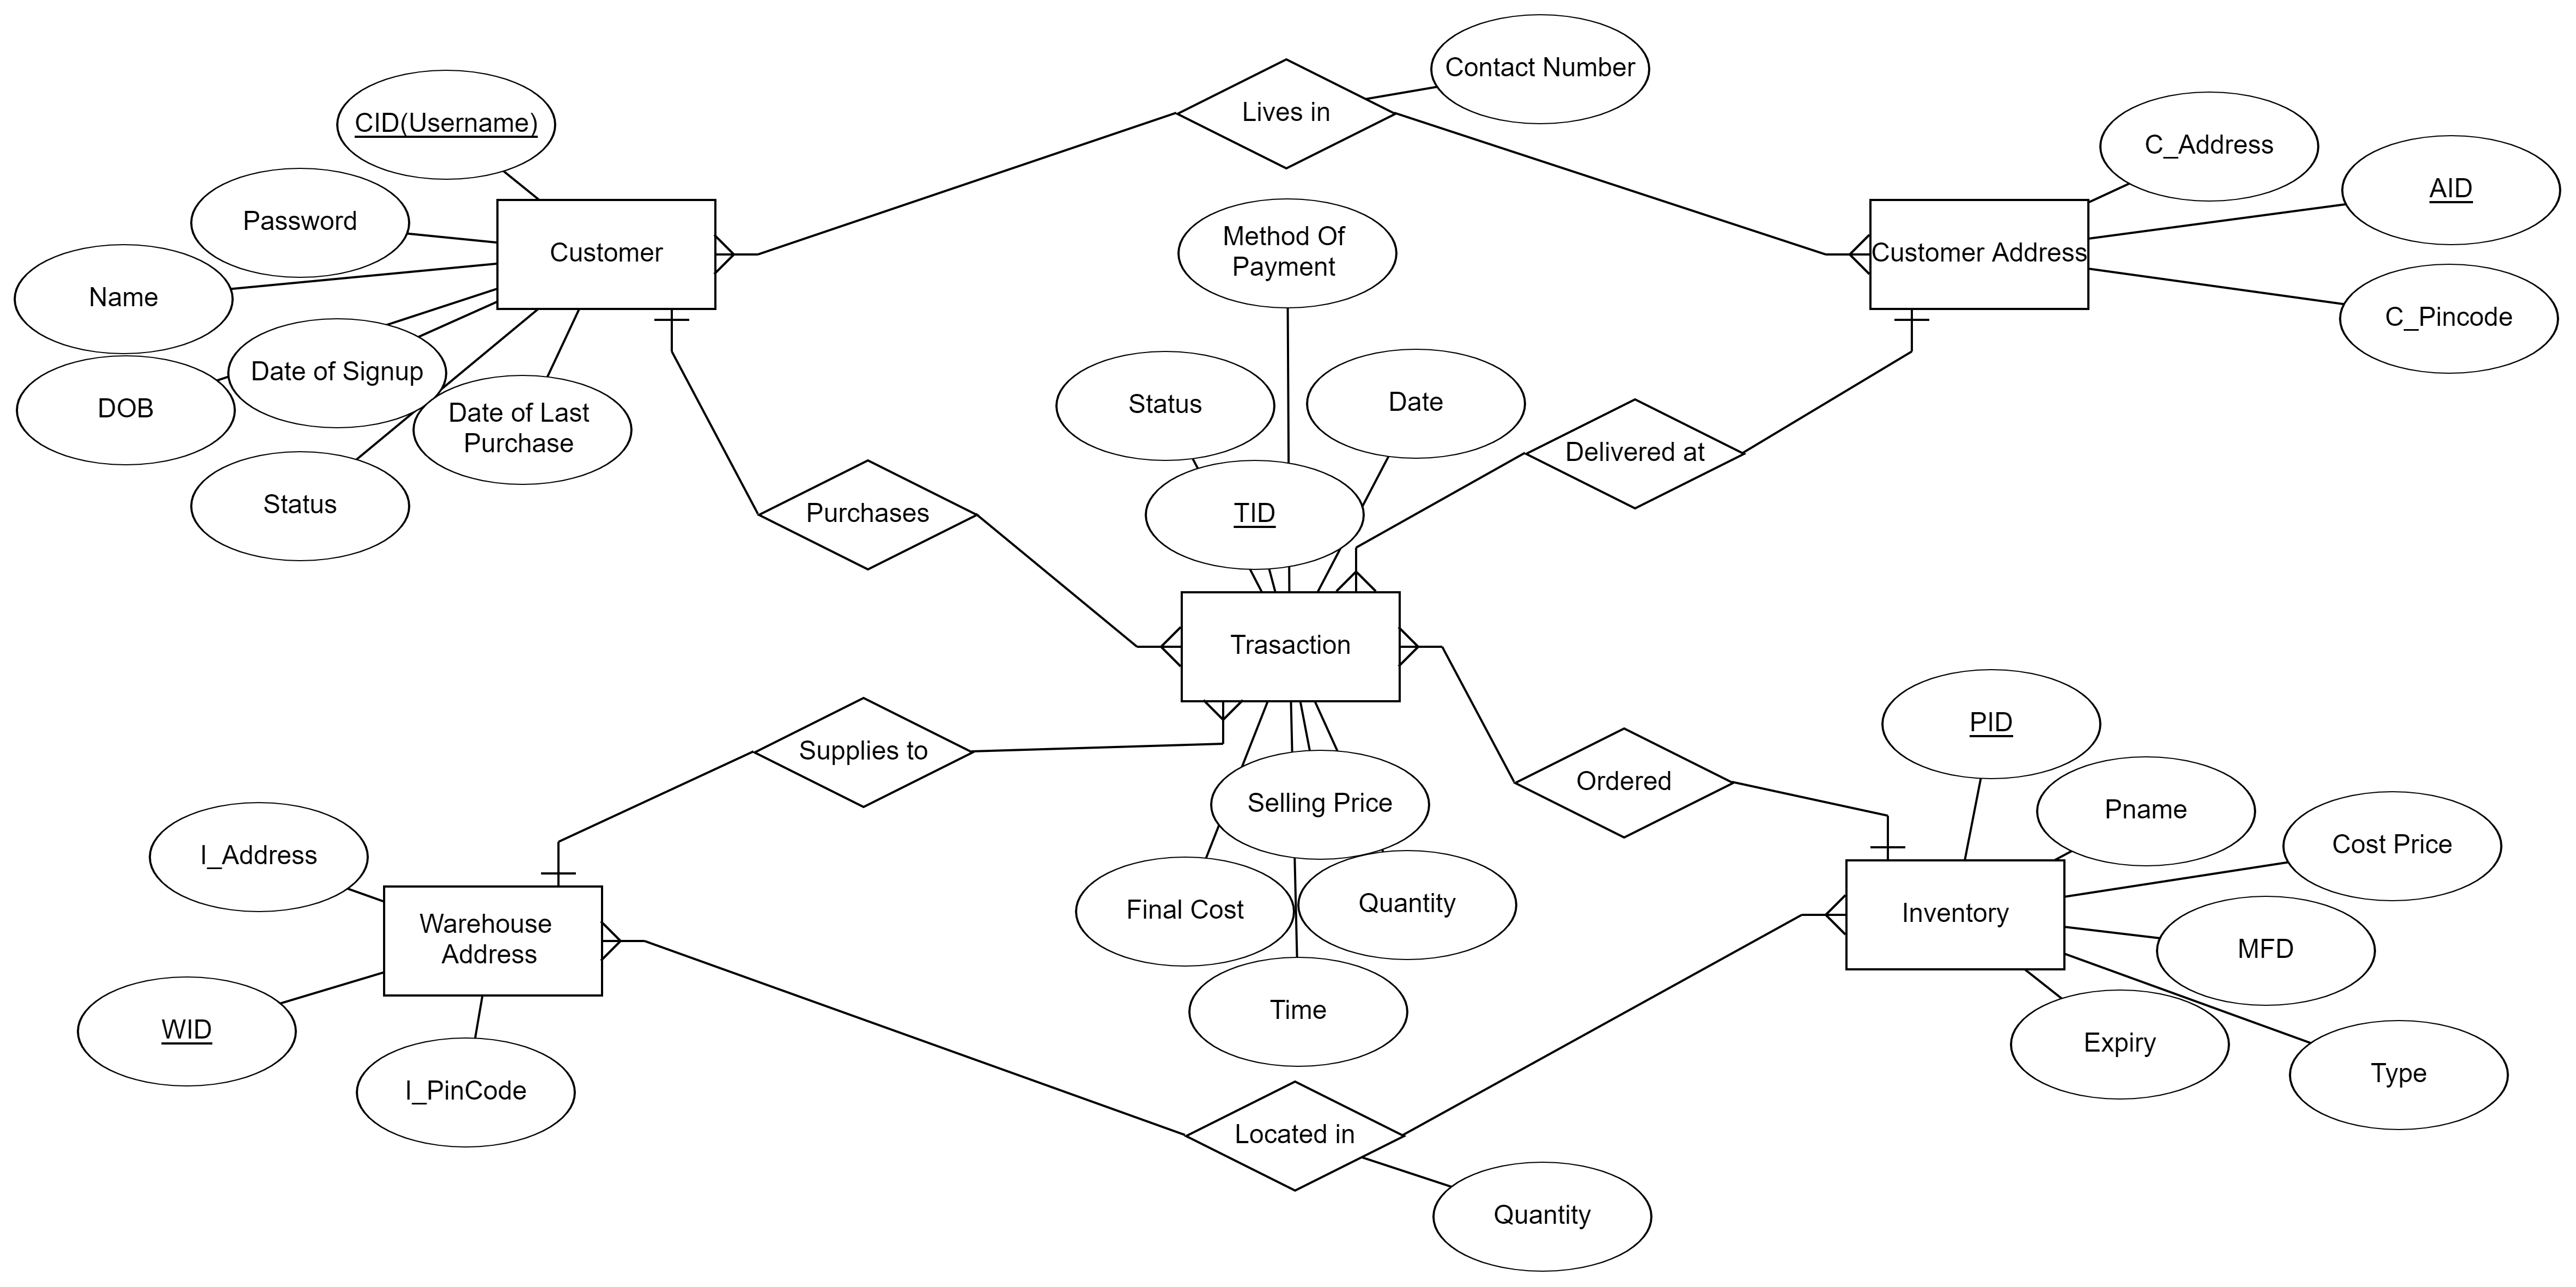 Contact Number
Lives in
CID(Username)
C_Address
AID
Password
Customer
Method Of
Payment
Customer Address
Name
C_Pincode
Date of Signup
DOB
Date of Last
Purchase
Status
Status
Date
Delivered at
Purchases
TID
Trasaction
PID
Supplies to
Ordered
Selling Price
Pname
Cost Price
I_Address
Warehouse
Address
Final Cost
Quantity
Inventory
MFD
WID
Time
Expiry
Type
I_PinCode
Located in
Quantity